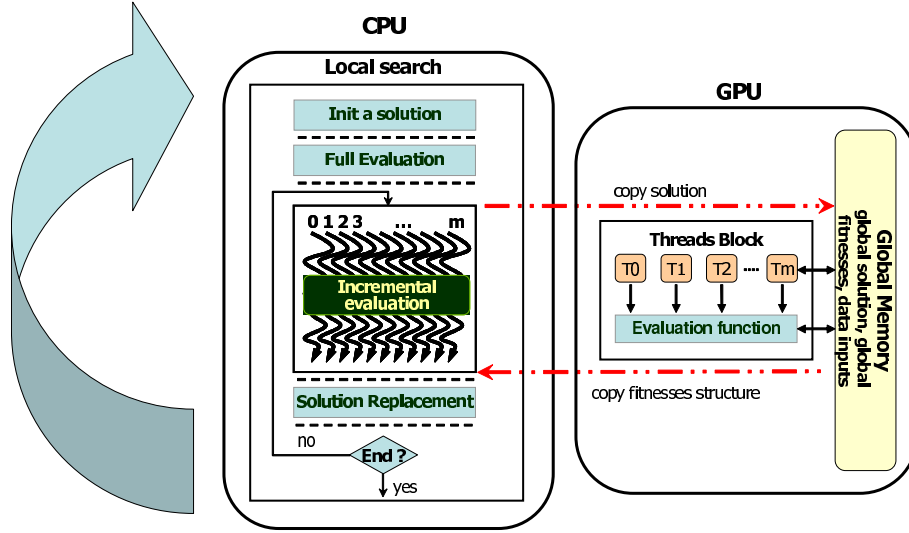 CPU
Local search
Init a solution
Full Evaluation
0 1 2 3 ... m
Incremental
evaluation
Solution Replacement
no
End ?
yes
copy solution
copy fitnesses structure
GPU
Threads Block
T0 T1 T2 ···· Tm
Evaluation function
Global Memory
global solution, global
fitnesses, data inputs